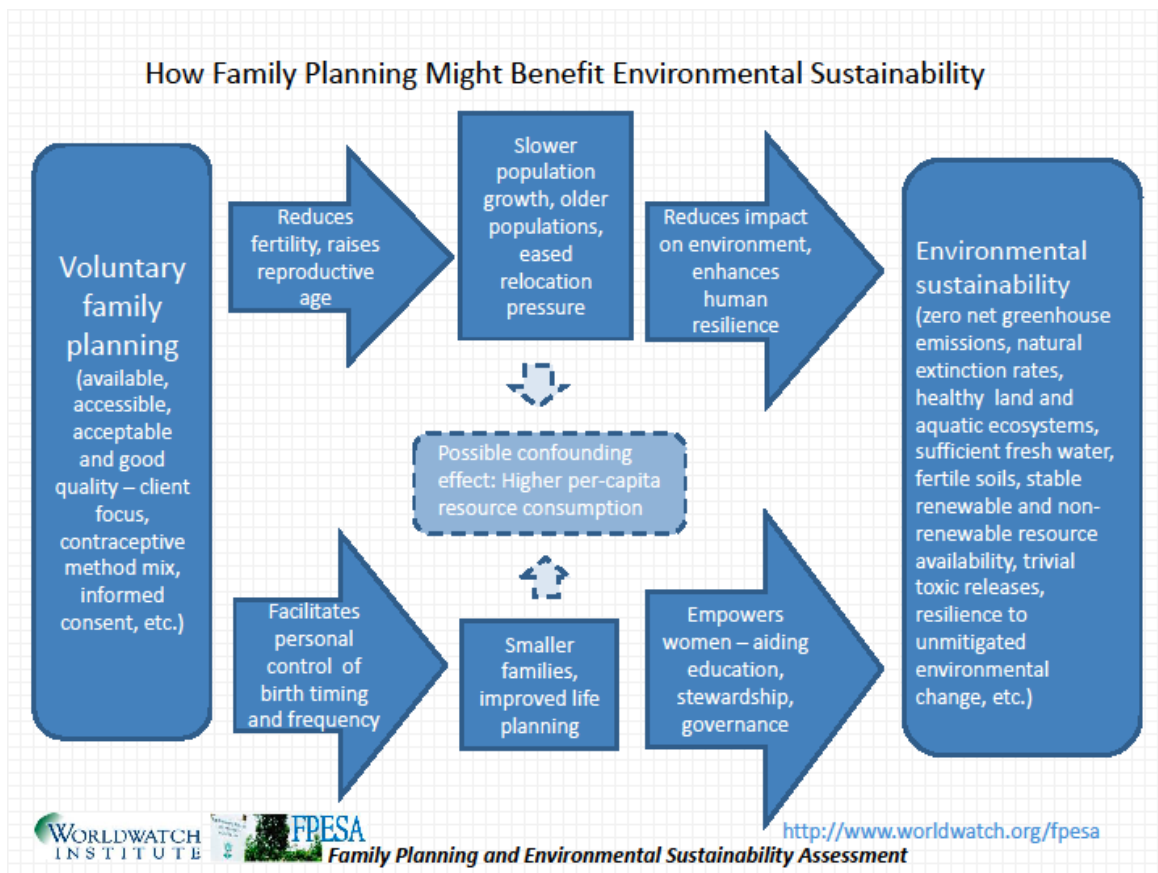 How Family Planning Might Benefit Environmental Sustainability
Voluntary
family
planning
(available,
accessible,
acceptable
and good
quality – client
focus,
contraceptive
method mix,
informed
consent, etc.)
Reduces
fertility, raises
reproductive
age
Slower
population
growth, older
populations,
eased
relocation
pressure
Reduces impact
on environment,
enhances
human
resilience
Possible confounding
effect: Higher per-capita
resource consumption
Facilitates
personal
control of
birth timing
and frequency
Smaller
families,
improved life
planning
Empowers
women – aiding
education,
stewardship,
governance
Environmental
sustainability
(zero net greenhouse
emissions, natural
extinction rates,
healthy land and
aquatic ecosystems,
sufficient fresh water,
fertile soils, stable
renewable and non-
renewable resource
availability, trivial
toxic releases,
resilience to
unmitigated
environmental
change, etc.)
WORLDWATCH
INSTITUTE
FPESA
http://www.worldwatch.org/fpesa
Family Planning and Environmental Sustainability Assessment